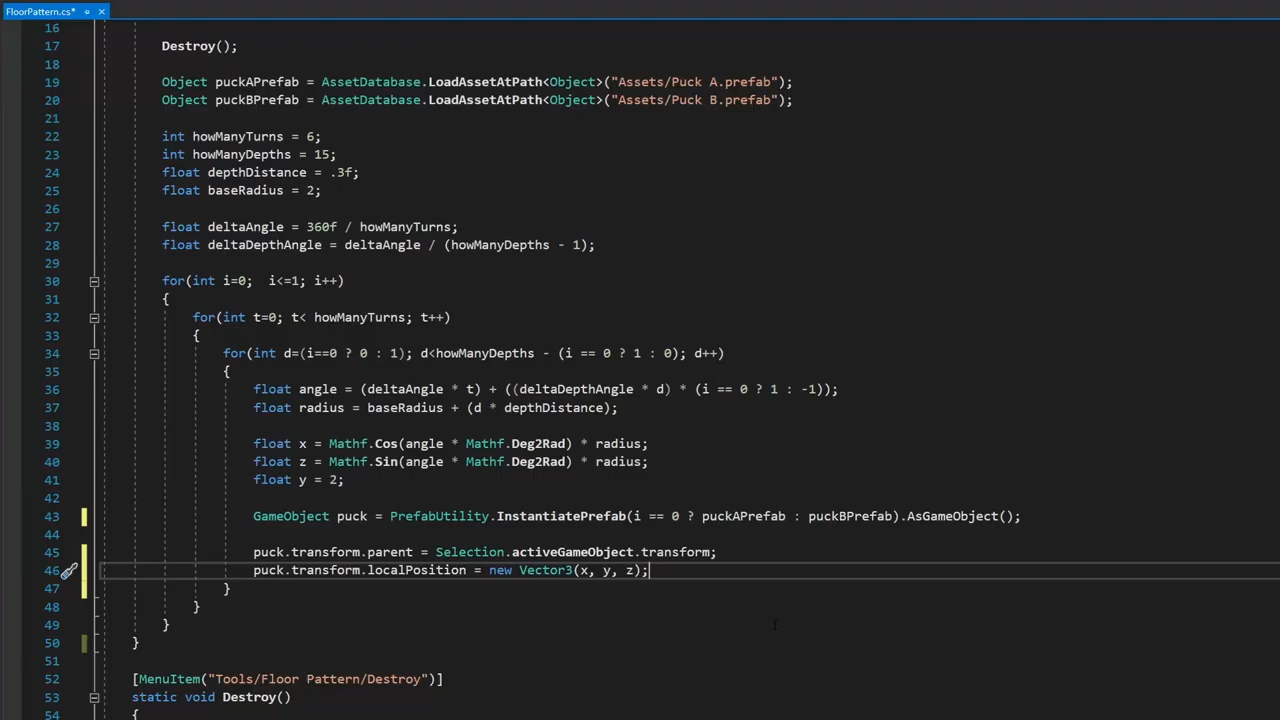 FloorPattern.cs*
16
17 Destroy();
18
19 Object puckAPrefab = AssetDatabase.LoadAssetAtPath<Object>("Assets/Puck A.prefab");
20 Object puckBPrefab = AssetDatabase.LoadAssetAtPath<Object>("Assets/Puck B.prefab");
21
22 int howManyTurns = 6;
23 int howManyDepths = 15;
24 float depthDistance = .3f;
25 float baseRadius = 2;
26
27 float deltaAngle = 360f / howManyTurns;
28 float deltaDepthAngle = deltaAngle / (howManyDepths - 1);
29
30 for(int i=0;  i<=1; i++)
31 {
32 for(int t=0; t< howManyTurns; t++)
33 {
34 for(int d=(i==0 ? 0 : 1); d<howManyDepths - (i == 0 ? 1 : 0); d++)
35 {
36 float angle = (deltaAngle * t) + ((deltaDepthAngle * d) * (i == 0 ? 1 : -1));
37 float radius = baseRadius + (d * depthDistance);
38
39 float x = Mathf.Cos(angle * Mathf.Deg2Rad) * radius;
40 float z = Mathf.Sin(angle * Mathf.Deg2Rad) * radius;
41 float y = 2;
42
43 GameObject puck = PrefabUtility.InstantiatePrefab(i == 0 ? puckAPrefab : puckBPrefab).AsGameObject();
44
45 puck.transform.parent = Selection.activeGameObject.transform;
46 puck.transform.localPosition = new Vector3(x, y, z);
47 }
48 }
49 }
50 }
51
52 [MenuItem("Tools/Floor Pattern/Destroy")]
53 static void Destroy()
54 {